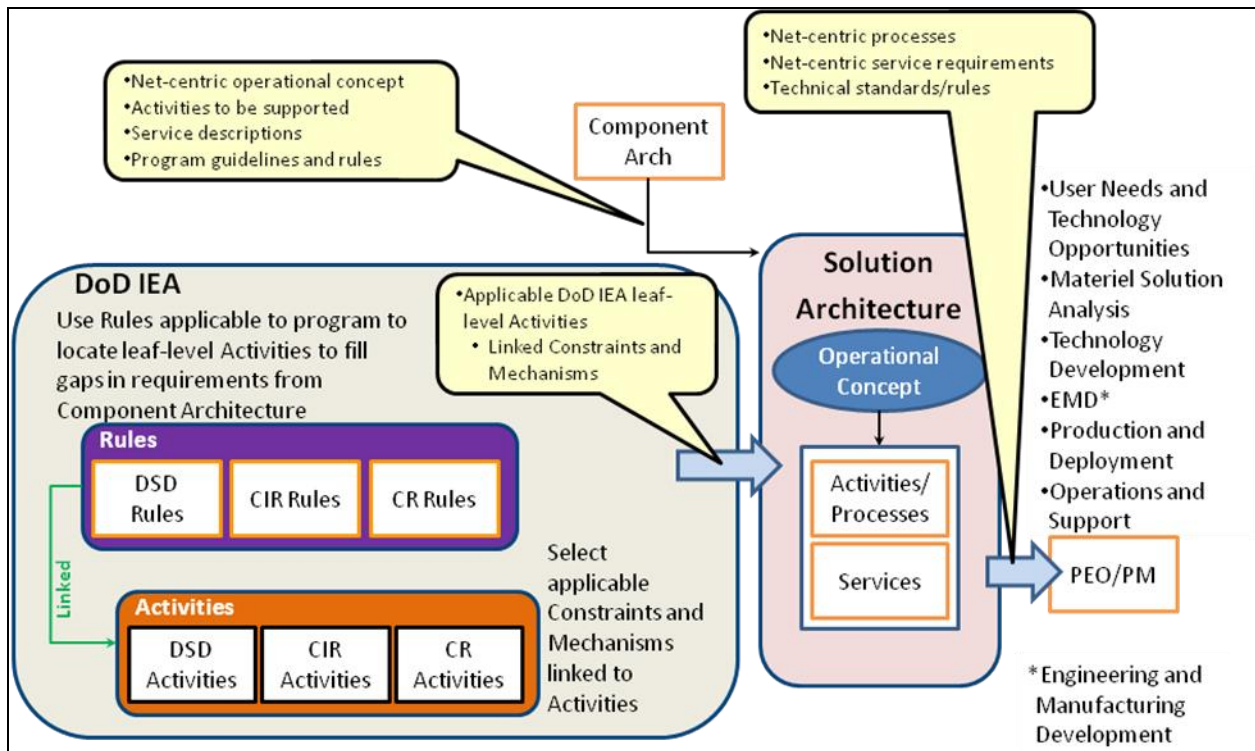 •Net-centric operational concept
•Activities to be supported
•Service descriptions
•Program guidelines and rules
•Net-centric processes
•Net-centric service requirements
•Technical standards/rules
Component
Arch
DoD IEA
Use Rules applicable to program to
locate leaf-level Activities to fill
gaps in requirements from
Component Architecture
Rules
DSD
Rules
CIR Rules
CR Rules
Linked
Activities
DSD
Activities
CIR
Activities
CR
Activities
Select
applicable
Constraints and
Mechanisms
linked to
Activities
•Applicable DoD IEA leaf-
level Activities
• Linked Constraints and
Mechanisms
Solution
Architecture
Operational
Concept
Activities/
Processes
Services
•User Needs and
Technology
Opportunities
•Materiel Solution
Analysis
•Technology
Development
•EMD*
•Production and
Deployment
•Operations and
Support
PEO/PM
*Engineering and
Manufacturing
Development